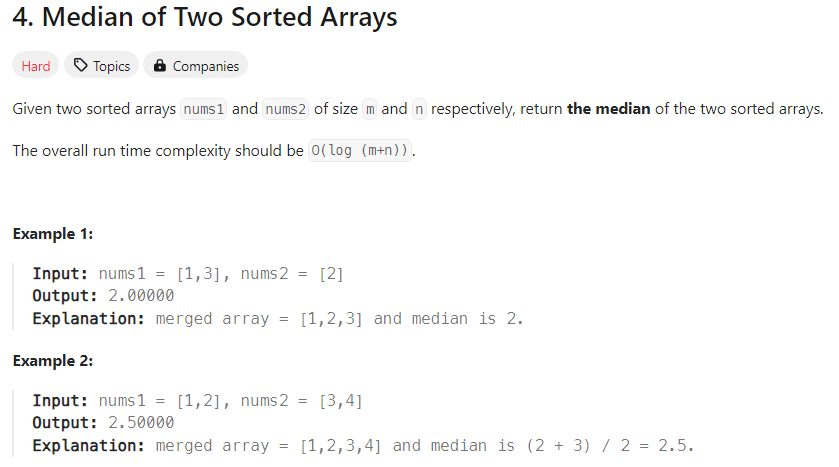 4. Median of Two Sorted Arrays
Hard Topics Companies
Given two sorted arrays nums1 and nums2 of size m and n respectively, return the median of the two sorted arrays.
The overall run time complexity should be O(log (m+n)).
Example 1:
Input: nums1 = [1,3], nums2 = [2]
Output: 2.00000
Explanation: merged array = [1,2,3] and median is 2.
Example 2:
Input: nums1 = [1,2], nums2 = [3,4]
Output: 2.50000
Explanation: merged array = [1,2,3,4] and median is (2 + 3) / 2 = 2.5.